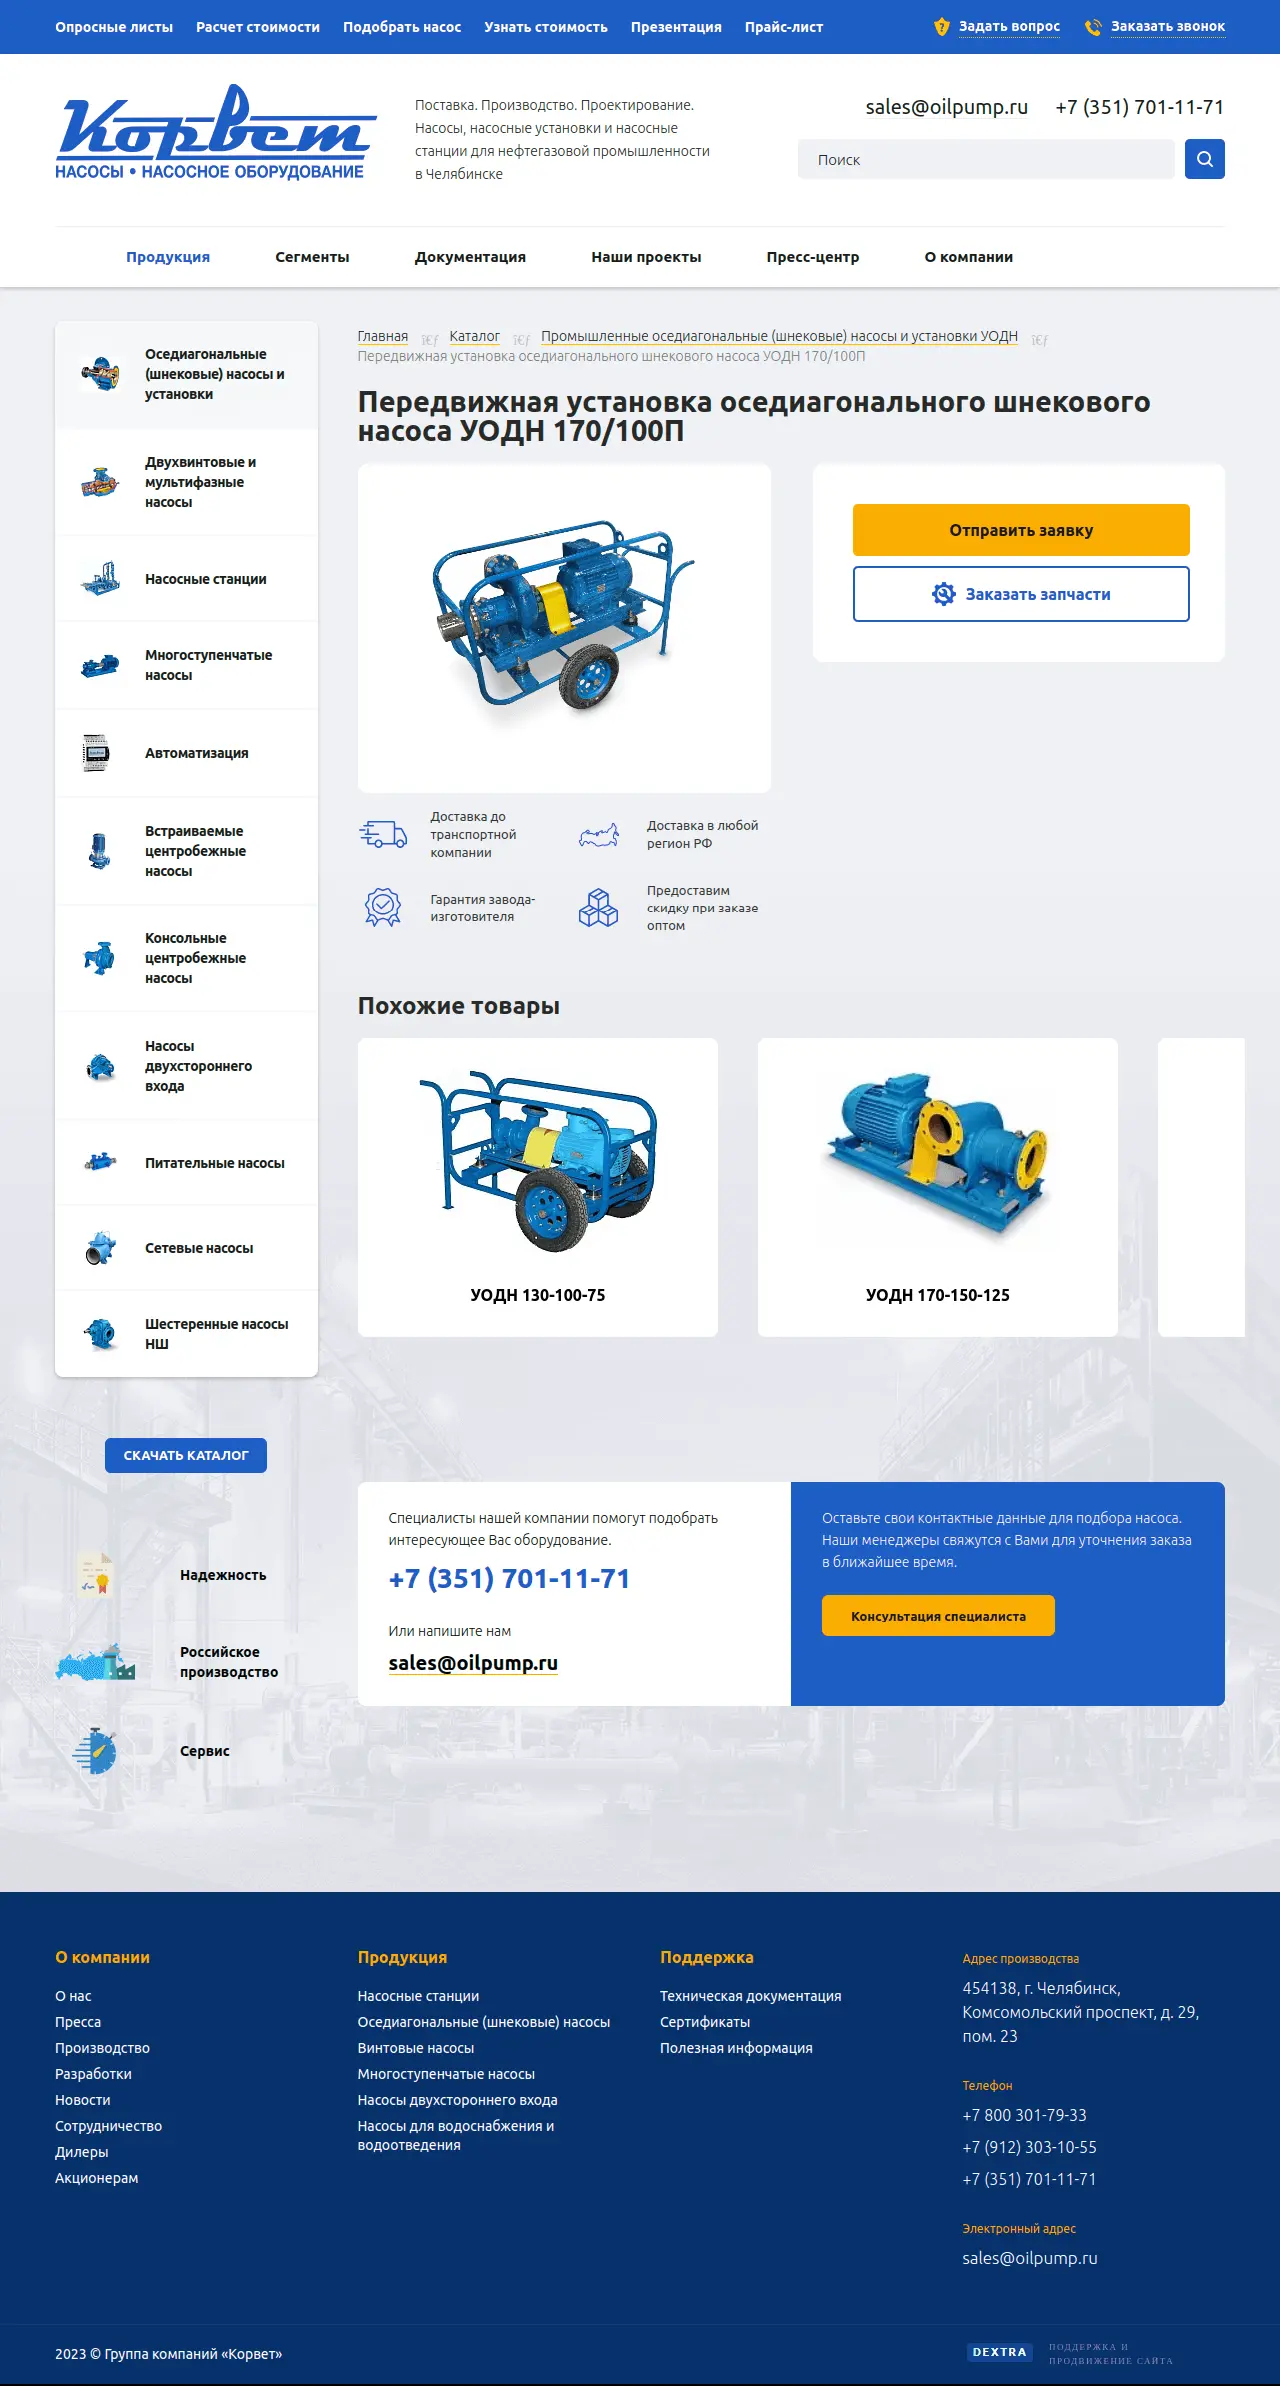 Опросные листы Расчет стоимости Подобрать насос Узнать стоимость Презентация Прайс-лист Задать вопрос Заказать звонок
Корвет
НАСОСЫ • НАСОСНОЕ ОБОРУДОВАНИЕ
Поставка. Производство. Проектирование.
Насосы, насосные установки и насосные
станции для нефтегазовой промышленности
в Челябинске
sales@oilpump.ru +7 (351) 701-11-71
Поиск
Продукция Сегменты Документация Наши проекты Пресс-центр О компании
Оседиагональные
(шнековые) насосы и
установки
Двухвинтовые и
мультифазные
насосы
Насосные станции
Многоступенчатые
насосы
Автоматизация
Встраиваемые
центробежные
насосы
Консольные
центробежные
насосы
Насосы
двухстороннего
входа
Питательные насосы
Сетевые насосы
Шестеренные насосы
НШ
СКАЧАТЬ КАТАЛОГ
Надежность
Российское
производство
Сервис
Главная î€ƒ Каталог î€ƒ Промышленные оседиагональные (шнековые) насосы и установки УОДН î€ƒ
Передвижная установка оседиагонального шнекового насоса УОДН 170/100П
Передвижная установка оседиагонального шнекового
насоса УОДН 170/100П
Отправить заявку
Заказать запчасти
Доставка до
транспортной
компании
Доставка в любой
регион РФ
Гарантия завода-
изготовителя
Предоставим
скидку при заказе
оптом
Похожие товары
УОДН 130-100-75
УОДН 170-150-125
Специалисты нашей компании помогут подобрать
интересующее Вас оборудование.
+7 (351) 701-11-71
Или напишите нам
sales@oilpump.ru
Оставьте свои контактные данные для подбора насоса.
Наши менеджеры свяжутся с Вами для уточнения заказа
в ближайшее время.
Консультация специалиста
О компании
О нас
Пресса
Производство
Разработки
Новости
Сотрудничество
Дилеры
Акционерам
Продукция
Насосные станции
Оседиагональные (шнековые) насосы
Винтовые насосы
Многоступенчатые насосы
Насосы двухстороннего входа
Насосы для водоснабжения и
водоотведения
Поддержка
Техническая документация
Сертификаты
Полезная информация
Адрес производства
454138, г. Челябинск,
Комсомольский проспект, д. 29,
пом. 23
Телефон
+7 800 301-79-33
+7 (912) 303-10-55
+7 (351) 701-11-71
Электронный адрес
sales@oilpump.ru
2023 © Группа компаний «Корвет»
DEXTRA
ПОДДЕРЖКА И
ПРОДВИЖЕНИЕ САЙТА